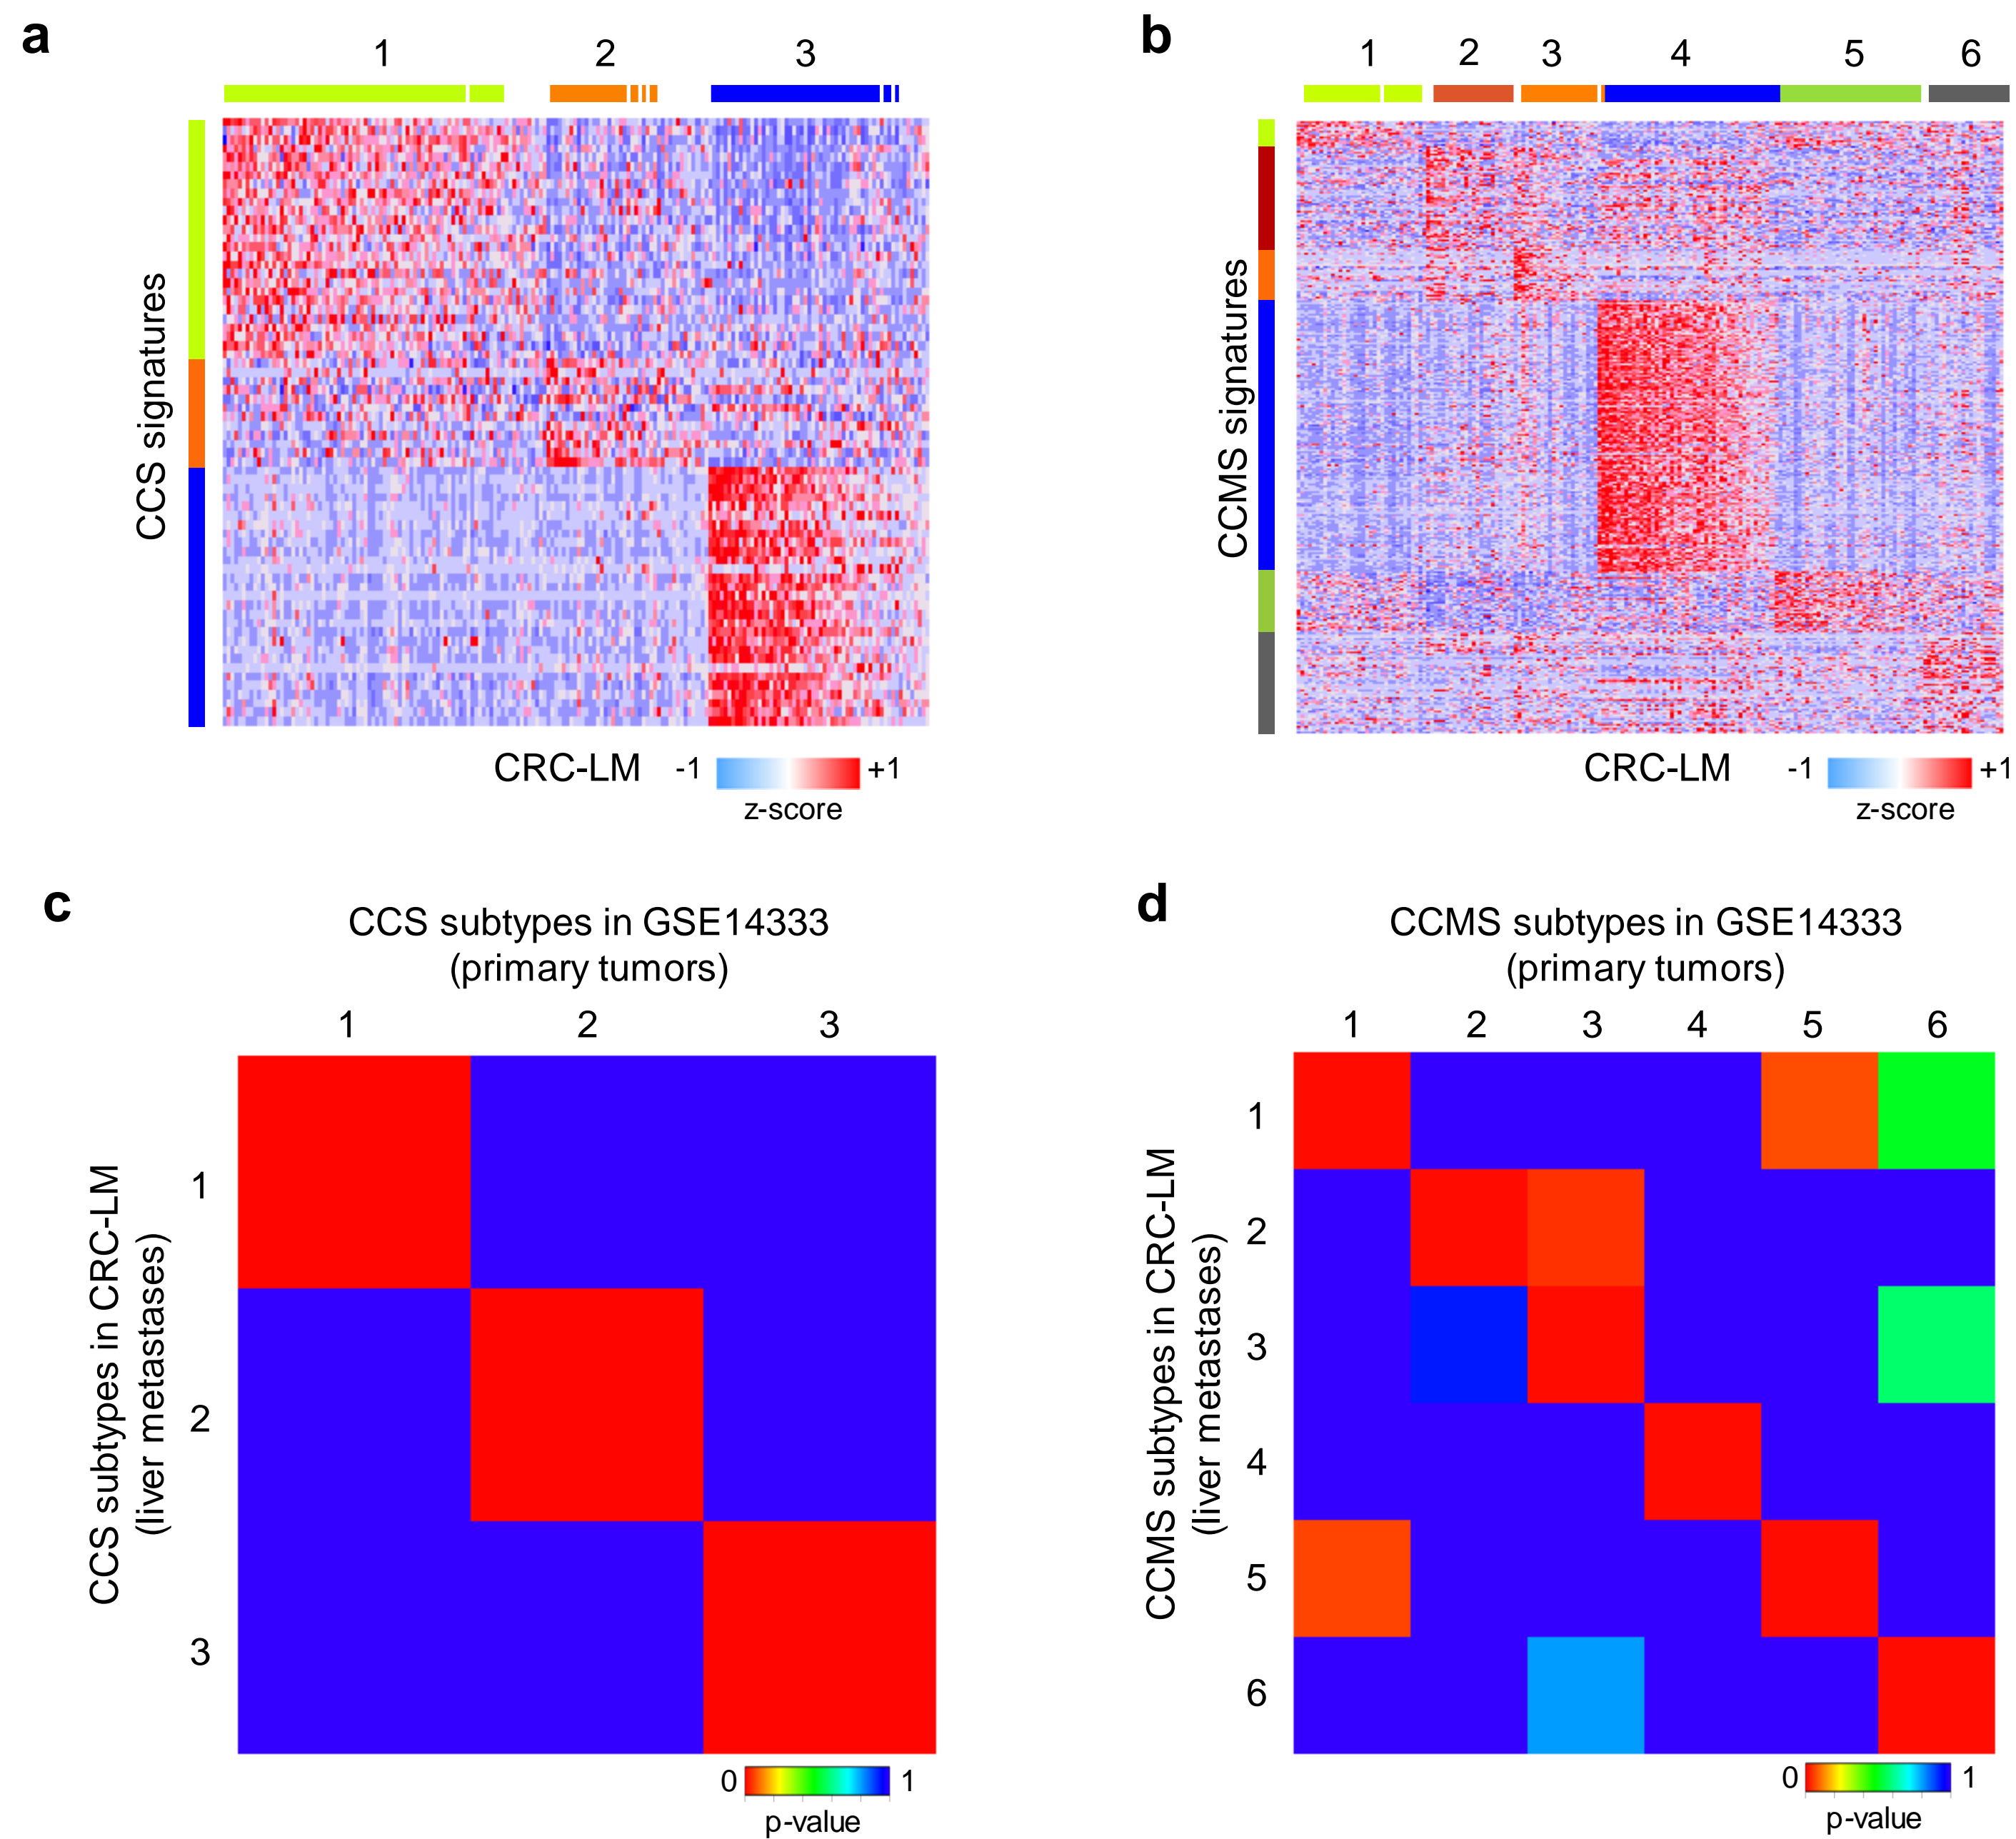 a
1 2 3
CCS signatures
CRC-LM -1 +1
z-score
b
1 2 3 4 5 6
CCMS signatures
CRC-LM -1 +1
z-score
c
CCS subtypes in GSE14333
(primary tumors)
1 2 3
CCS subtypes in CRC-LM
(liver metastases)
1
2
3
0 1
p-value
d
CCMS subtypes in GSE14333
(primary tumors)
1 2 3 4 5 6
CCMS subtypes in CRC-LM
(liver metastases)
1
2
3
4
5
6
0 1
p-value